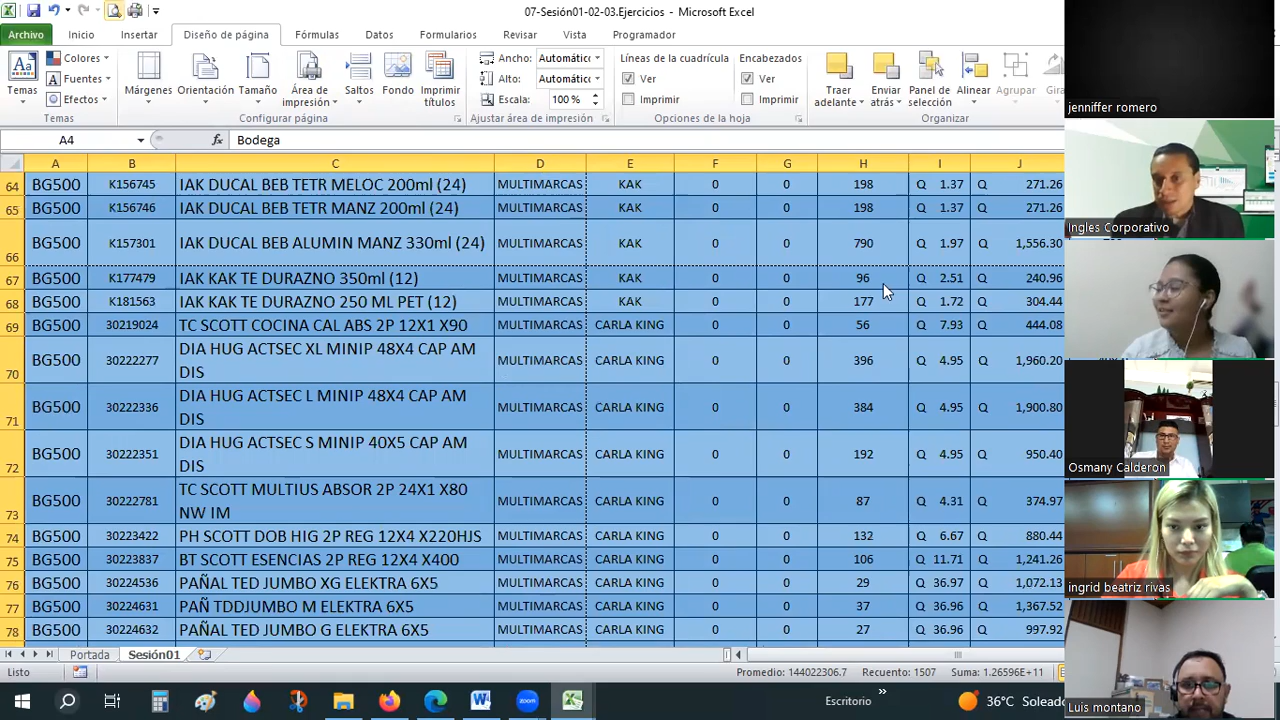 07-Sesión01-02-03.Ejercicios - Microsoft Excel
Archivo Inicio Insertar Diseño de página Fórmulas Datos Formularios Revisar Vista Programador
Temas
Colores
Fuentes
Efectos
Temas
Márgenes Orientación Tamaño Área de impresión Saltos Fondo Imprimir títulos
Configurar página
Ancho: Automátic
Alto: Automátic
Escala: 100 %
Ajustar área de impresión
Líneas de la cuadrícula Encabezados
Ver Ver
Imprimir Imprimir
Opciones de la hoja
Traer adelante Enviar atrás Panel de selección Alinear Agrupar Gira
Organizar
A4 fx Bodega
A B C D E F G H I J
64 BG500 K156745 IAK DUCAL BEB TETR MELOC 200ml (24) MULTIMARCAS KAK 0 0 198 Q 1.37 Q 271.26
65 BG500 K156746 IAK DUCAL BEB TETR MANZ 200ml (24) MULTIMARCAS KAK 0 0 198 Q 1.37 Q 271.26
66 BG500 K157301 IAK DUCAL BEB ALUMIN MANZ 330ml (24) MULTIMARCAS KAK 0 0 790 Q 1.97 Q 1,556.30
67 BG500 K177479 IAK KAK TE DURAZNO 350ml (12) MULTIMARCAS KAK 0 0 96 Q 2.51 Q 240.96
68 BG500 K181563 IAK KAK TE DURAZNO 250 ML PET (12) MULTIMARCAS KAK 0 0 177 Q 1.72 Q 304.44
69 BG500 30219024 TC SCOTT COCINA CAL ABS 2P 12X1 X90 MULTIMARCAS CARLA KING 0 0 56 Q 7.93 Q 444.08
70 BG500 30222277 DIA HUG ACTSEC XL MINIP 48X4 CAP AM DIS MULTIMARCAS CARLA KING 0 0 396 Q 4.95 Q 1,960.20
71 BG500 30222336 DIA HUG ACTSEC L MINIP 48X4 CAP AM DIS MULTIMARCAS CARLA KING 0 0 384 Q 4.95 Q 1,900.80
72 BG500 30222351 DIA HUG ACTSEC S MINIP 40X5 CAP AM DIS MULTIMARCAS CARLA KING 0 0 192 Q 4.95 Q 950.40
73 BG500 30222781 TC SCOTT MULTIUS ABSOR 2P 24X1 X80 NW IM MULTIMARCAS CARLA KING 0 0 87 Q 4.31 Q 374.97
74 BG500 30223422 PH SCOTT DOB HIG 2P REG 12X4 X220HJS MULTIMARCAS CARLA KING 0 0 132 Q 6.67 Q 880.44
75 BG500 30223837 BT SCOTT ESENCIAS 2P REG 12X4 X400 MULTIMARCAS CARLA KING 0 0 106 Q 11.71 Q 1,241.26
76 BG500 30224536 PAÑAL TED JUMBO XG ELEKTRA 6X5 MULTIMARCAS CARLA KING 0 0 29 Q 36.97 Q 1,072.13
77 BG500 30224631 PAÑ TDDJUMBO M ELEKTRA 6X5 MULTIMARCAS CARLA KING 0 0 37 Q 36.96 Q 1,367.52
78 BG500 30224632 PAÑAL TED JUMBO G ELEKTRA 6X5 MULTIMARCAS CARLA KING 0 0 27 Q 36.96 Q 997.92
Portada Sesión01
Listo Promedio: 144022306.7 Recuento: 1507 Suma: 1.26596E+11
zoom Escritorio 36°C Soleado
jenniffer romero
Ingles Corporativo
Osmany Calderon
ingrid beatriz rivas
Luis montano